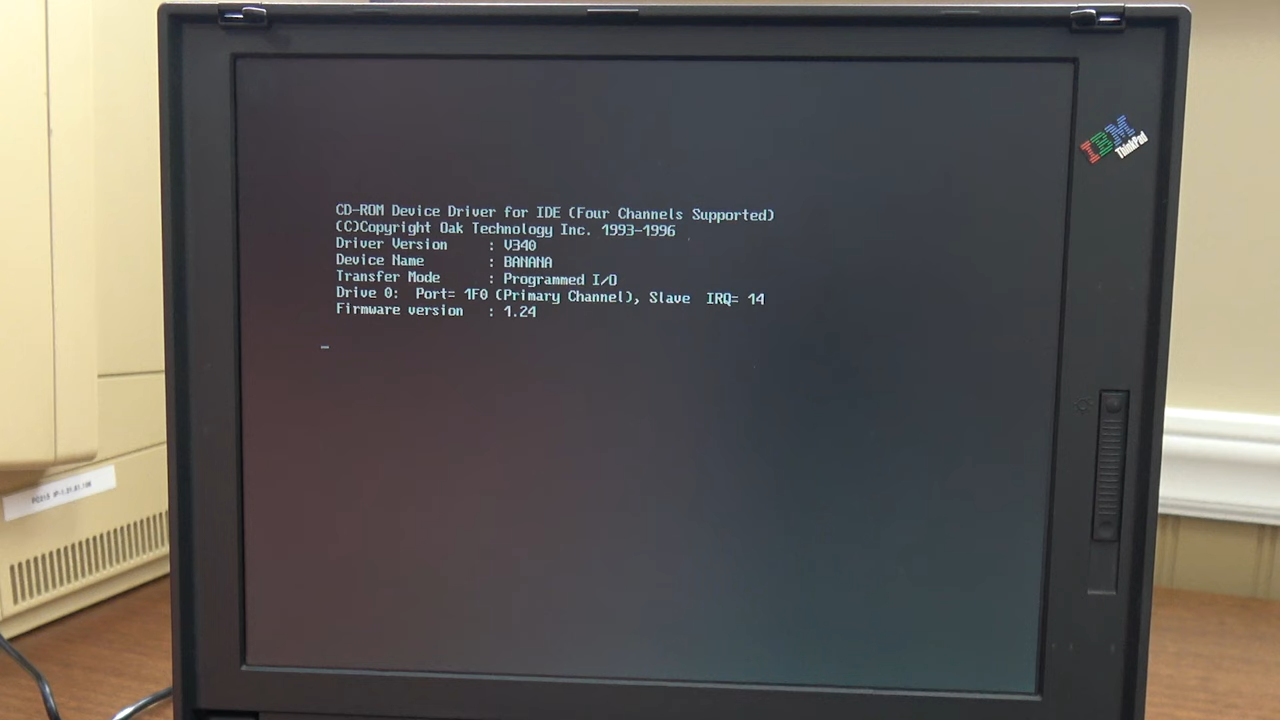 IBM
ThinkPad
CD-ROM Device Driver for IDE (Four Channels Supported)
(C)Copyright Oak Technology Inc. 1993-1996
Driver Version : V340
Device Name : BANANA
Transfer Mode : Programmed I/O
Drive 0: Port= 1F0 (Primary Channel), Slave IRQ= 14
Firmware version : 1.24
_